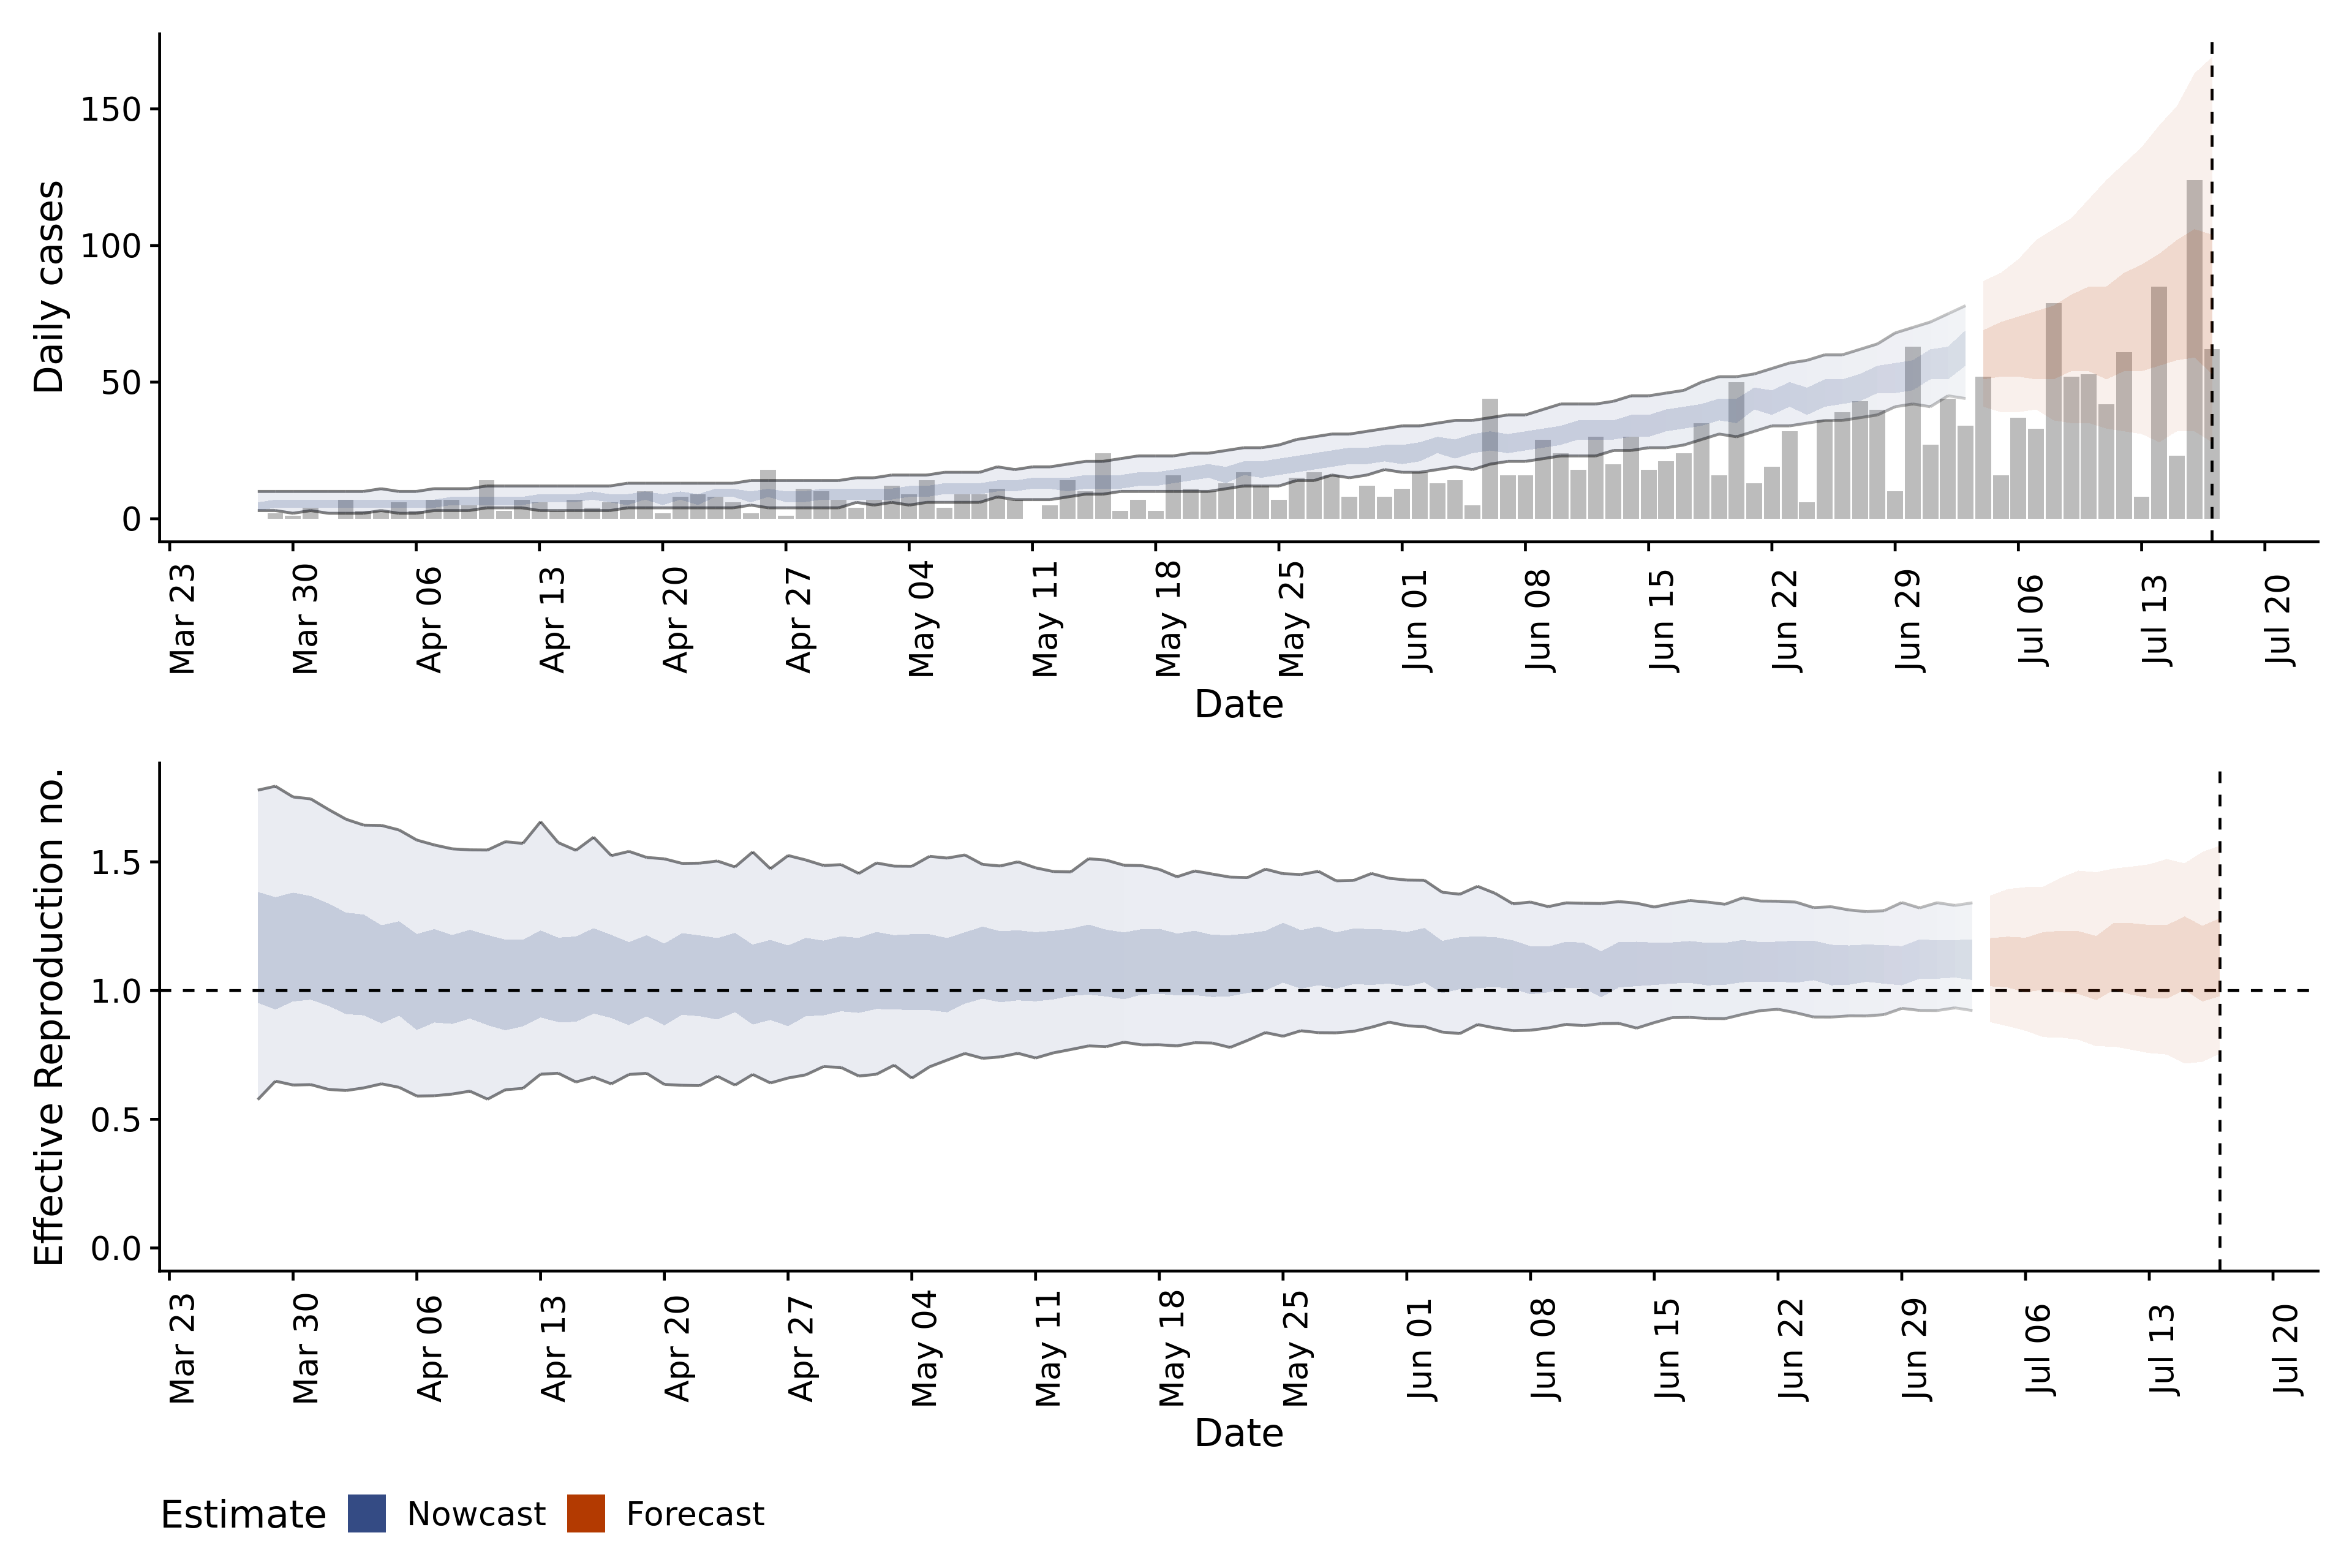 Daily cases
150
100
50
0
Mar 23
Mar 30
Apr 06
Apr 13
Apr 20
Apr 27
May 04
May 11
May 18
May 25
Jun 01
Jun 08
Jun 15
Jun 22
Jun 29
Jul 06
Jul 13
Jul 20
Date
Effective Reproduction no.
1.5
1.0
0.5
0.0
Mar 23
Mar 30
Apr 06
Apr 13
Apr 20
Apr 27
May 04
May 11
May 18
May 25
Jun 01
Jun 08
Jun 15
Jun 22
Jun 29
Jul 06
Jul 13
Jul 20
Date
Estimate Nowcast Forecast